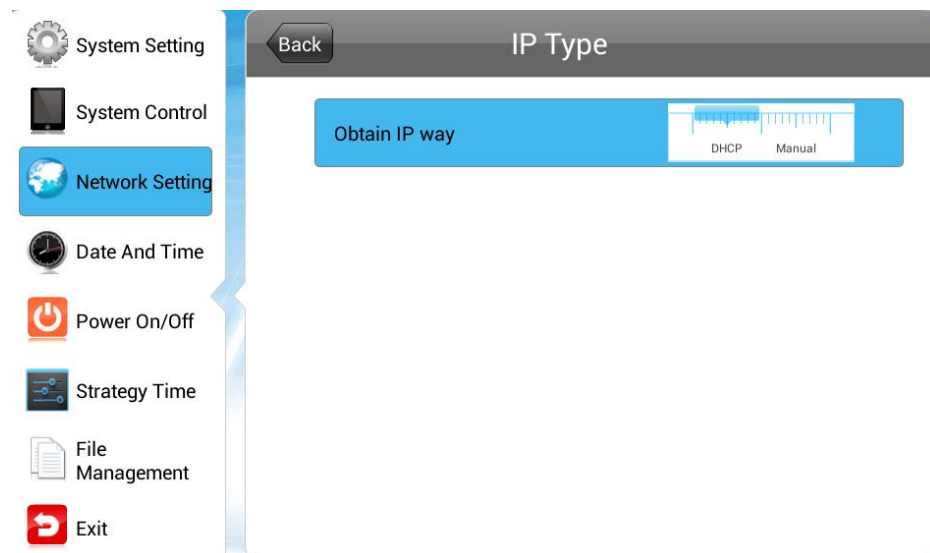 System Setting
System Control
Network Setting
Date And Time
Power On/Off
Strategy Time
File
Management
Exit
Back
IP Type
Obtain IP way
DHCP
Manual